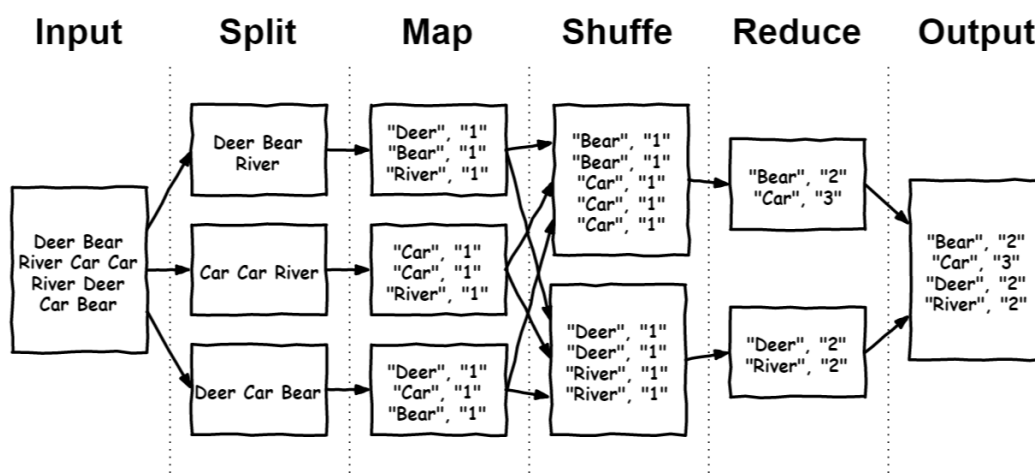 Input
Split
Map
Shuffe
Reduce
Output
Deer Bear
River Car Car
River Deer
Car Bear
Deer Bear
River
Car Car River
Deer Car Bear
"Deer", "1"
"Bear", "1"
"River", "1"
"Car", "1"
"Car", "1"
"River", "1"
"Deer", "1"
"Car", "1"
"Bear", "1"
"Bear", "1"
"Bear", "1"
"Car", "1"
"Car", "1"
"Car", "1"
"Deer", "1"
"Deer", "1"
"River", "1"
"River", "1"
"Bear", "2"
"Car", "3"
"Deer", "2"
"River", "2"
"Bear", "2"
"Car", "3"
"Deer", "2"
"River", "2"